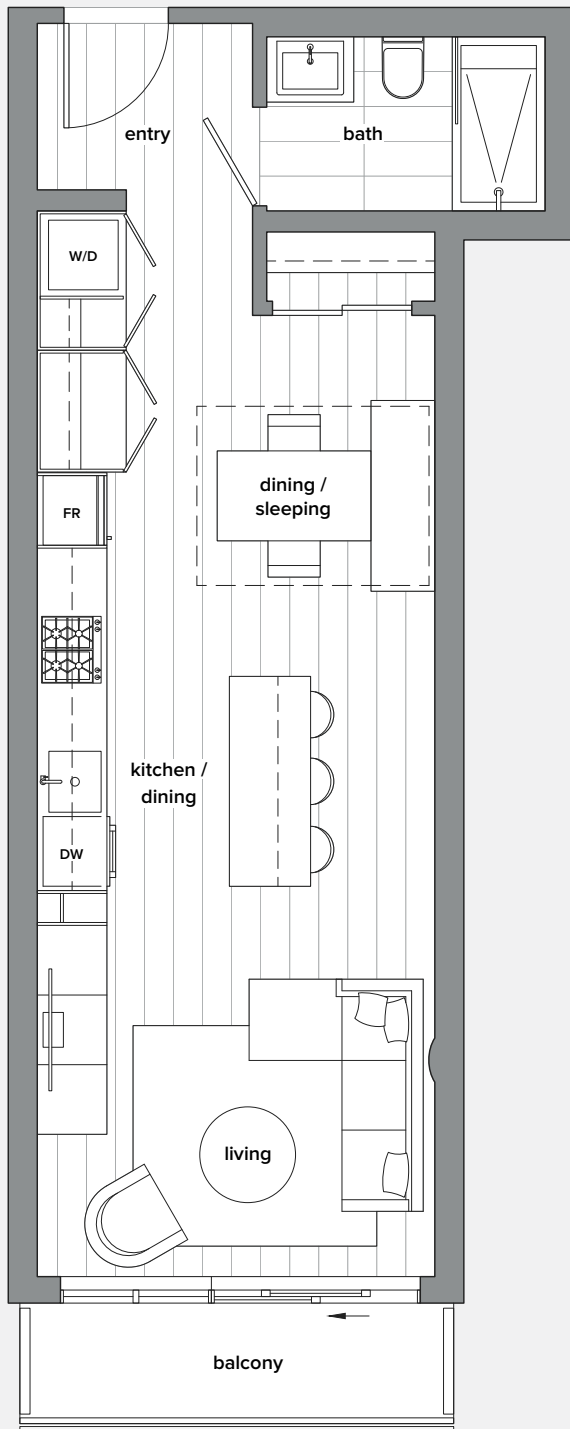 entry
bath
W/D
dining /
sleeping
FR
kitchen /
dining
DW
living
balcony